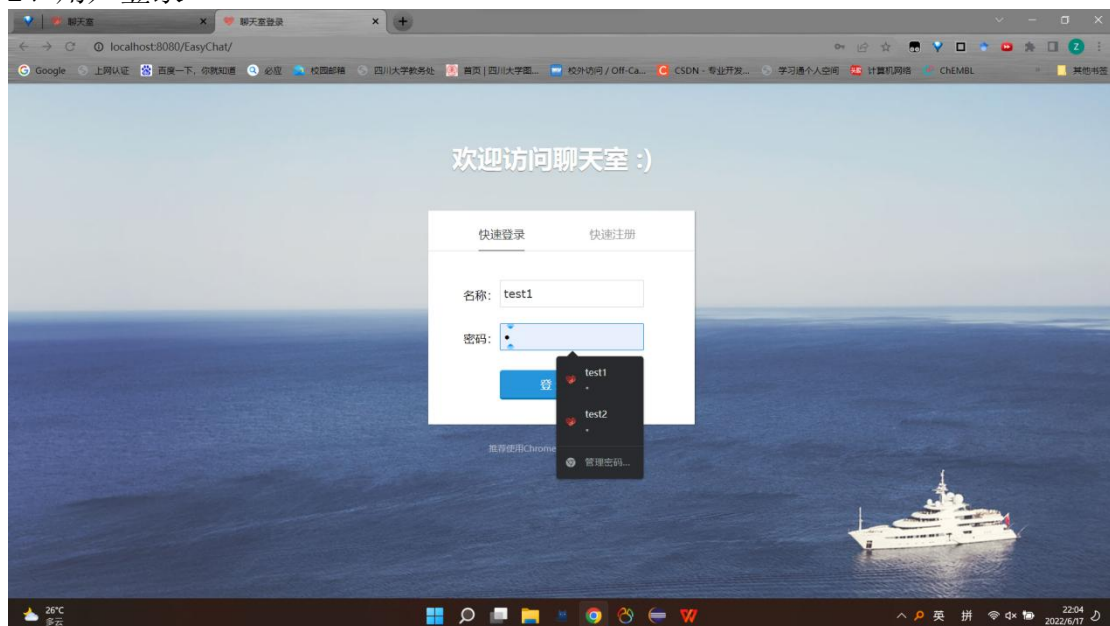 聊天室
聊天室登录
localhost:8080/EasyChat/
Google 上网认证 百度一下,你就知道 必应 校园邮箱 四川大学教务处 首页 | 四川大学图... 校外访问 / Off-Ca... CSDN - 专业开发... 学习通个人空间 计算机网络 ChEMBL 其他书签
欢迎访问聊天室 :)
快速登录 快速注册
名称: test1
密码: •
登
test1
test2
管理密码...
推荐使用Chrome
26°C
多云
英 拼
22:04
2022/6/17